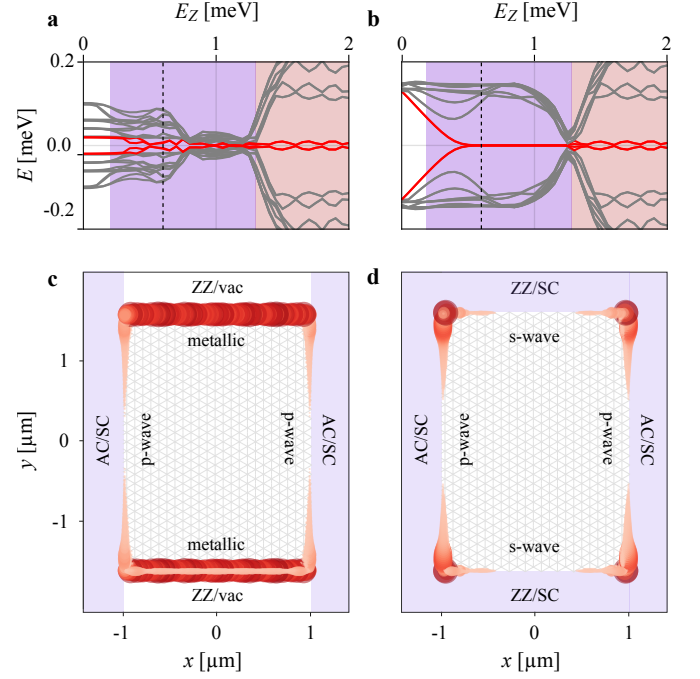 a E_Z [meV] b E_Z [meV]
0 1 2 0 1 2
0.2
0.0
-0.2
E [meV]
c ZZ/vac d ZZ/SC
metallic s-wave
1
0
-1
y [μm]
AC/SC p-wave p-wave AC/SC AC/SC p-wave p-wave AC/SC
metallic s-wave
ZZ/vac ZZ/SC
-1 0 1 -1 0 1
x [μm] x [μm]